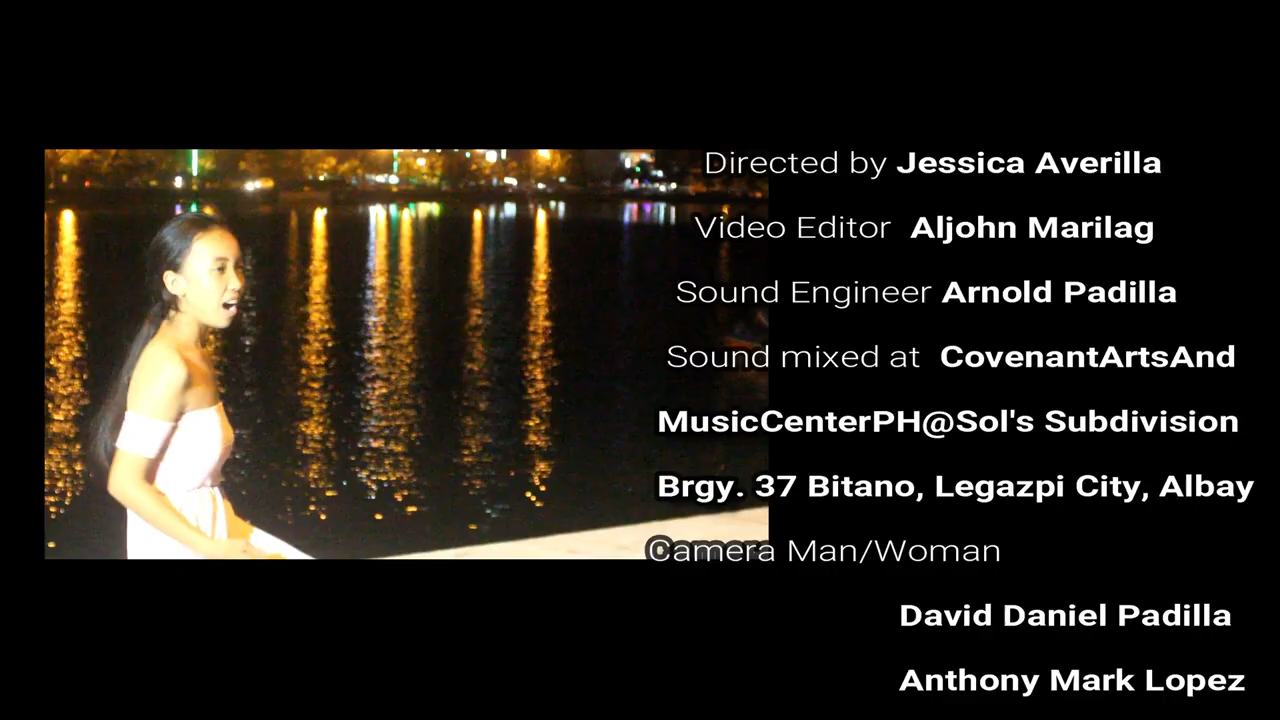 Directed by Jessica Averilla
Video Editor Aljohn Marilag
Sound Engineer Arnold Padilla
Sound mixed at CovenantArtsAnd
MusicCenterPH@Sol's Subdivision
Brgy. 37 Bitano, Legazpi City, Albay
Camera Man/Woman
David Daniel Padilla
Anthony Mark Lopez